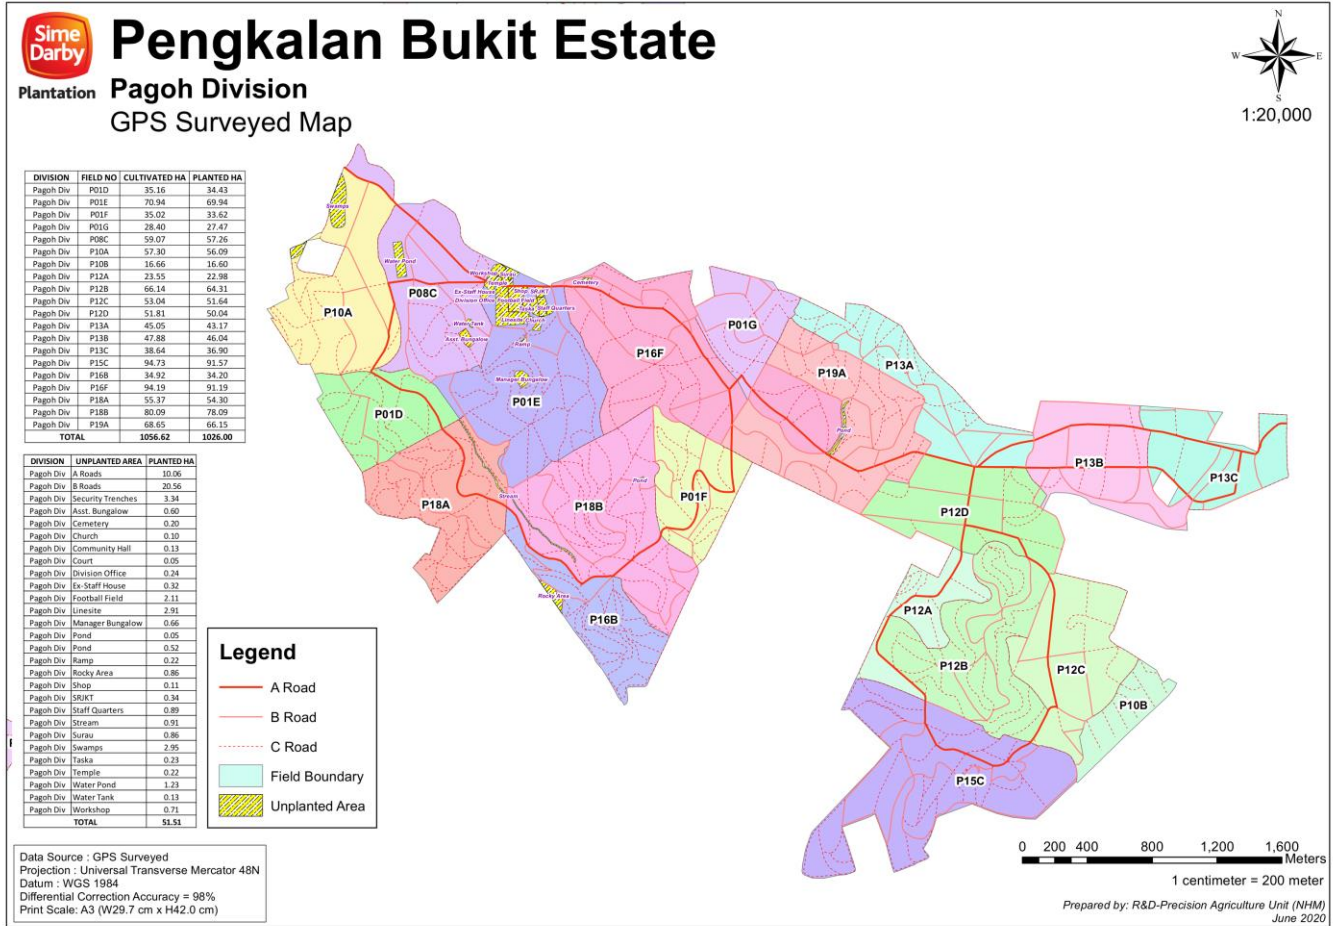 Sime
Darby
Plantation
Pengkalan Bukit Estate
Pagoh Division
GPS Surveyed Map
N
W E
S
1:20,000
DIVISION FIELD NO CULTIVATED HA PLANTED HA
Pagoh Div P01D 35.16 34.43
Pagoh Div P01E 70.94 69.94
Pagoh Div P01F 35.02 33.62
Pagoh Div P01G 28.40 27.47
Pagoh Div P08C 59.07 57.26
Pagoh Div P10A 57.30 56.09
Pagoh Div P10B 16.66 16.60
Pagoh Div P12A 23.55 22.98
Pagoh Div P12B 66.14 64.31
Pagoh Div P12C 53.04 51.64
Pagoh Div P12D 51.81 50.04
Pagoh Div P13A 45.05 43.17
Pagoh Div P13B 47.88 46.04
Pagoh Div P13C 38.64 36.90
Pagoh Div P15C 94.73 91.57
Pagoh Div P16B 34.92 34.20
Pagoh Div P16F 94.19 91.19
Pagoh Div P18A 55.37 54.30
Pagoh Div P18B 80.09 78.09
Pagoh Div P19A 68.65 66.15
TOTAL 1056.62 1026.00
DIVISION UNPLANTED AREA PLANTED HA
Pagoh Div A Roads 10.06
Pagoh Div B Roads 20.56
Pagoh Div Security Trenches 3.34
Pagoh Div Asst. Bungalow 0.60
Pagoh Div Cemetery 0.20
Pagoh Div Church 0.10
Pagoh Div Community Hall 0.13
Pagoh Div Court 0.05
Pagoh Div Division Office 0.24
Pagoh Div Ex-Staff House 0.32
Pagoh Div Football Field 2.11
Pagoh Div Linesite 2.91
Pagoh Div Manager Bungalow 0.66
Pagoh Div Pond 0.05
Pagoh Div Pond 0.52
Pagoh Div Ramp 0.22
Pagoh Div Rocky Area 0.86
Pagoh Div Shop 0.11
Pagoh Div SRJKT 0.34
Pagoh Div Staff Quarters 0.89
Pagoh Div Stream 0.91
Pagoh Div Surau 0.86
Pagoh Div Swamps 2.95
Pagoh Div Taska 0.23
Pagoh Div Temple 0.22
Pagoh Div Water Pond 1.23
Pagoh Div Water Tank 0.13
Pagoh Div Workshop 0.71
TOTAL 51.51
Swamps
Water Pond
Workshop Surau
Temple
Cemetery
Ex-Staff House Shop SRJKT
Division Office Football Field
Taska Staff Quarters
Linesite Church
Water Tank
Asst. Bungalow
Ramp
Manager Bungalow
P08C
P10A
P01G
P16F
P19A
P13A
P01E
P01D
Pond
P13B
P13C
Pond
Stream
P01F
P18A
P18B
P12D
Rocky Area
P16B
P12A
P12B
P12C
P10B
P15C
Legend
A Road
B Road
C Road
Field Boundary
Unplanted Area
Data Source : GPS Surveyed
Projection : Universal Transverse Mercator 48N
Datum : WGS 1984
Differential Correction Accuracy = 98%
Print Scale: A3 (W29.7 cm x H42.0 cm)
0 200 400 800 1,200 1,600
Meters
1 centimeter = 200 meter
Prepared by: R&D-Precision Agriculture Unit (NHM)
June 2020